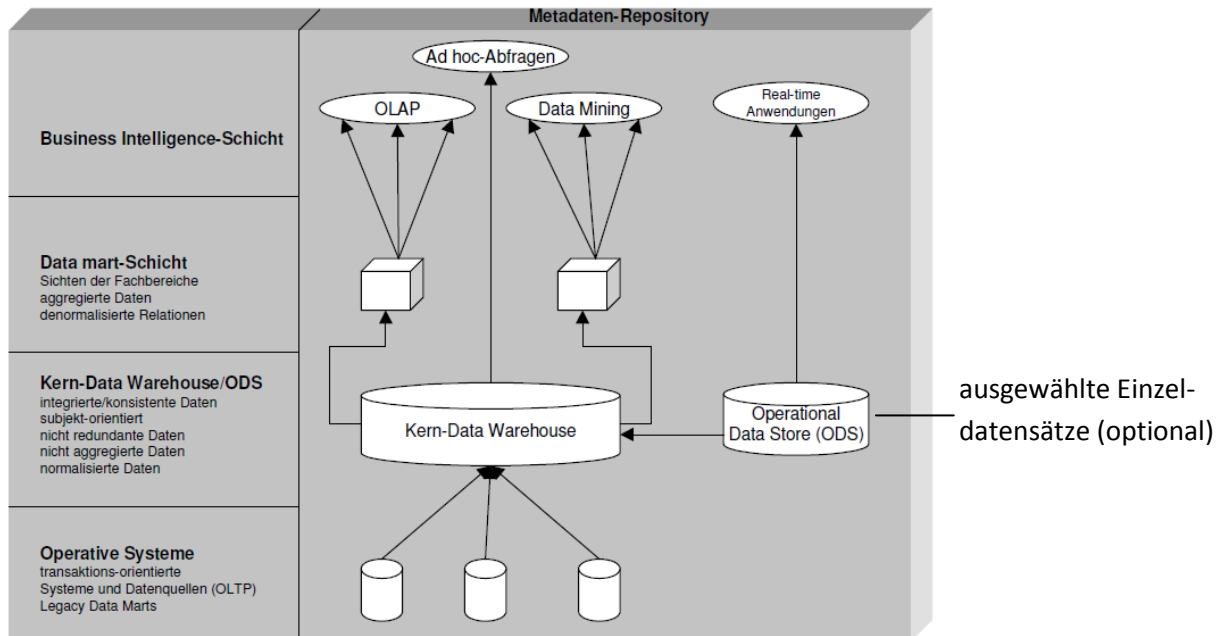 Metadaten-Repository
Ad hoc-Abfragen
OLAP
Data Mining
Real-time
Anwendungen
Business Intelligence-Schicht
Data mart-Schicht
Sichten der Fachbereiche
aggregierte Daten
denormalisierte Relationen
Kern-Data Warehouse/ODS
integrierte/konsistente Daten
subjekt-orientiert
nicht redundante Daten
nicht aggregierte Daten
normalisierte Daten
Kern-Data Warehouse
Operational
Data Store (ODS)
ausgewählte Einzel-
datensätze (optional)
Operative Systeme
transaktions-orientierte
Systeme und Datenquellen (OLTP)
Legacy Data Marts